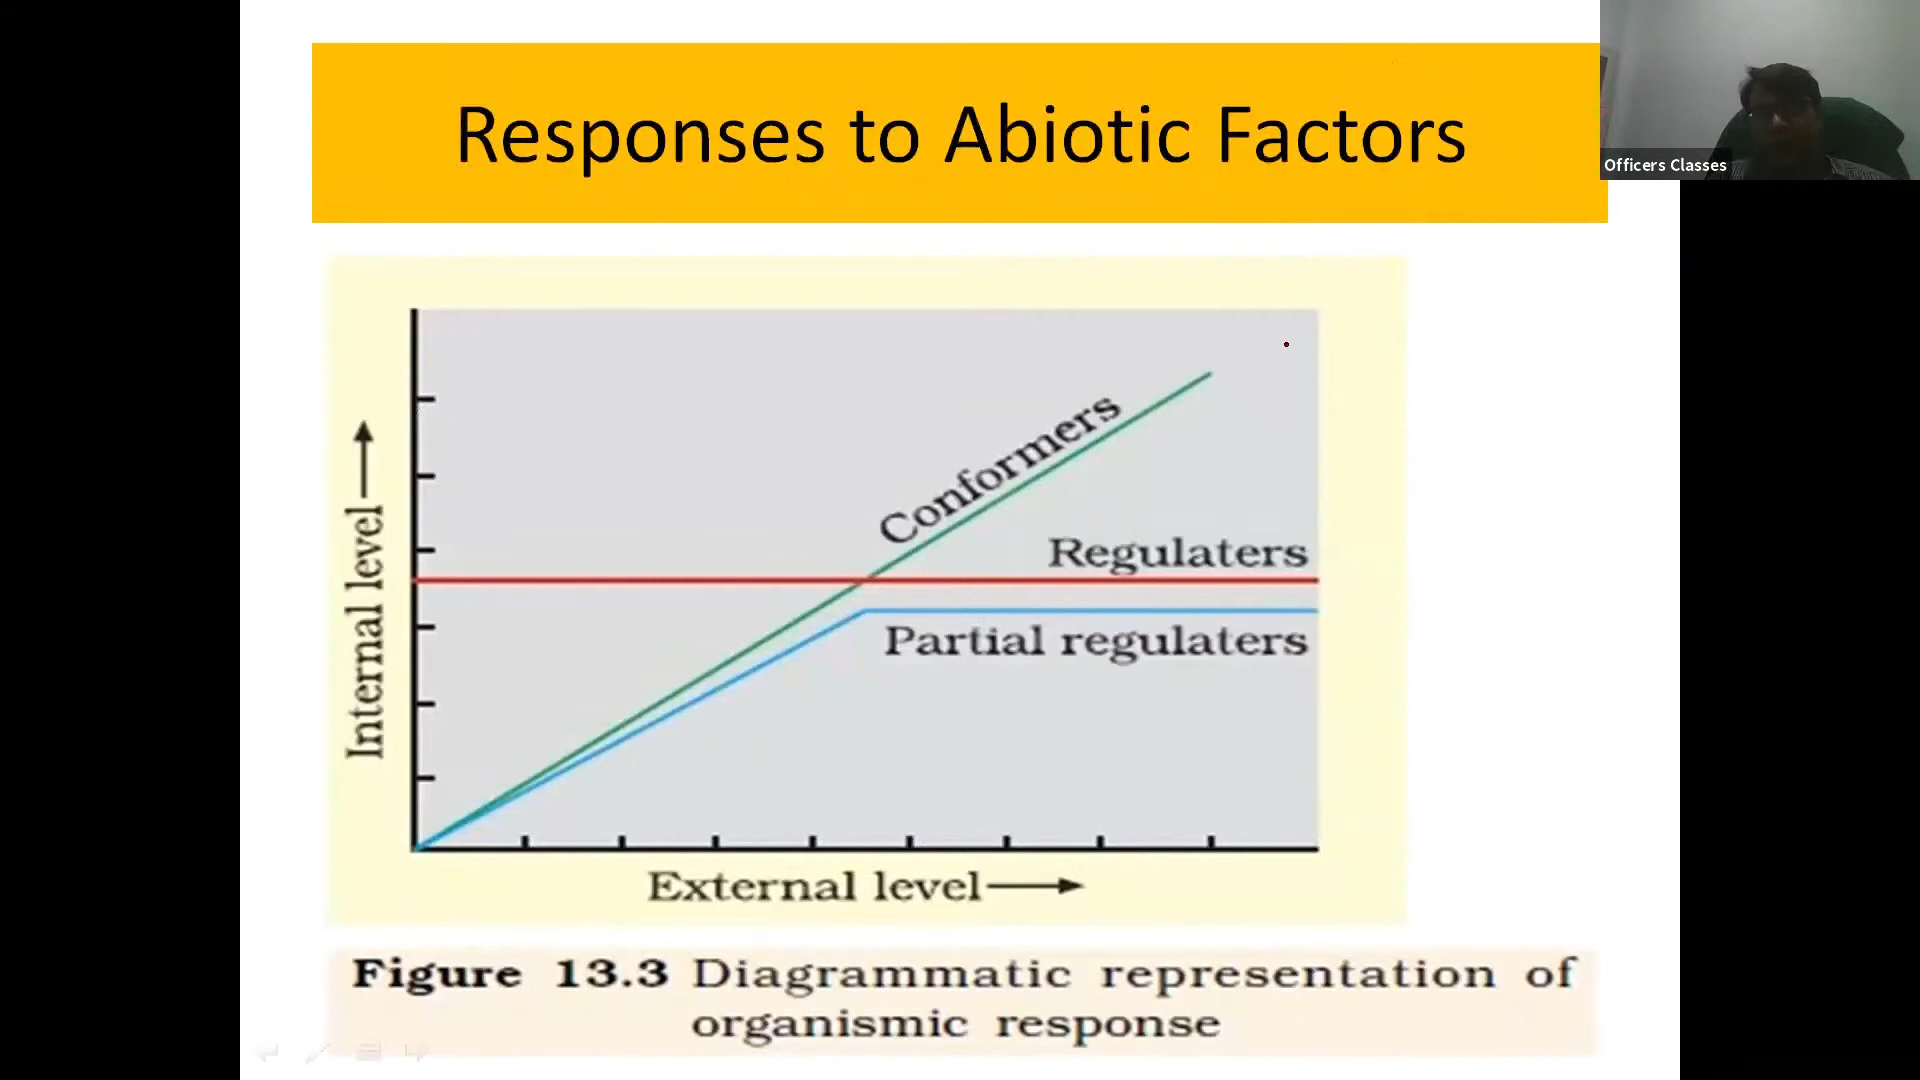 Responses to Abiotic Factors
Officers Classes
Internal level
Conformers
Regulaters
Partial regulaters
External level
Figure 13.3 Diagrammatic representation of
organismic response